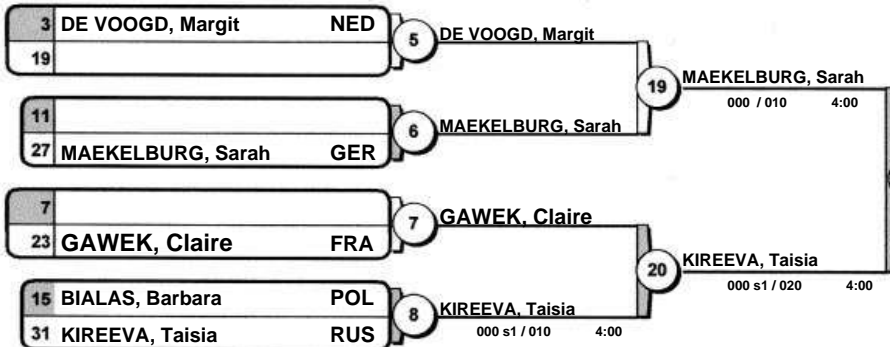 3 DE VOOGD, Margit NED
19
5 DE VOOGD, Margit
11
27 MAEKELBURG, Sarah GER
6 MAEKELBURG, Sarah
19 MAEKELBURG, Sarah
000 / 010 4:00
7
23 GAWEK, Claire FRA
7 GAWEK, Claire
15 BIALAS, Barbara POL
31 KIREEVA, Taisia RUS
8 KIREEVA, Taisia
000 s1 / 010 4:00
20 KIREEVA, Taisia
000 s1 / 020 4:00